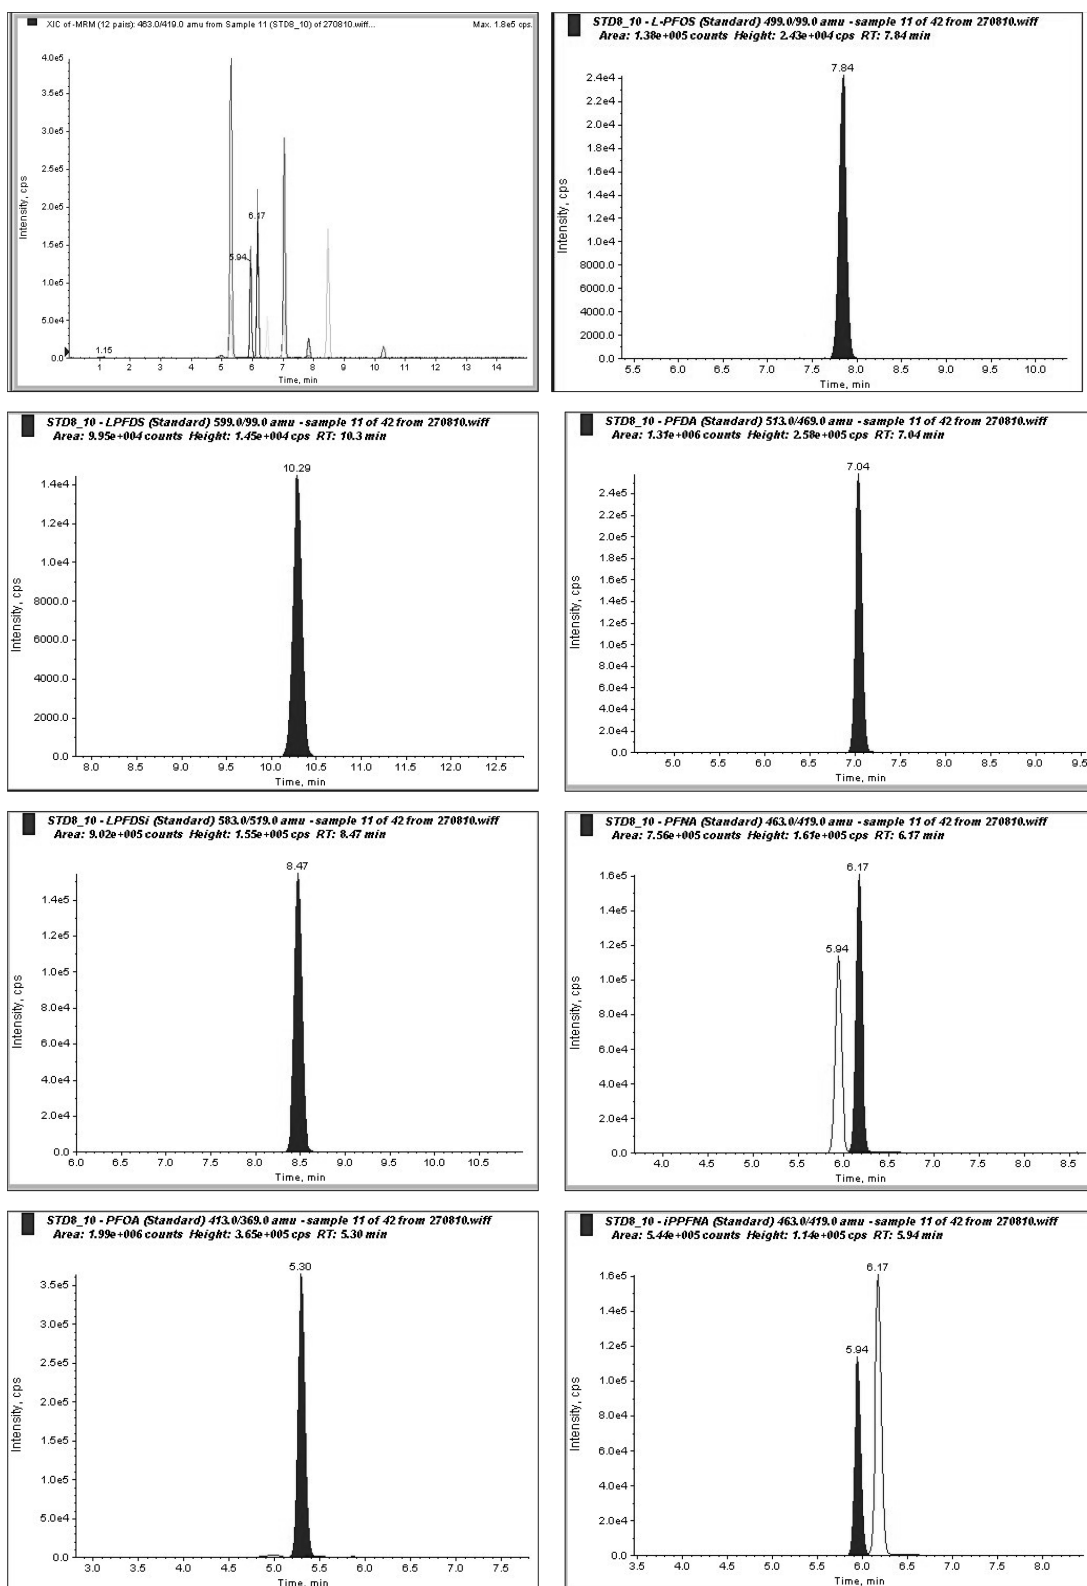 XIC of -MRM (12 pairs): 463.0/419.0 amu from Sample 11 (STD8_10) of 270810.wiff... Max. 1.8e5 cps.
4.0e5
3.0e5
2.5e5
2.0e5
1.5e5
1.0e5
5.0e4
0.0
Intensity, cps
6.17
5.94
1.15
1 2 3 4 5 6 7 8 9 10 11 12 13 14
Time, min
STD8_10 - L-PFOS (Standard) 499.0/99.0 amu - sample 11 of 42 from 270810.wiff
Area: 1.38e+005 counts Height: 2.43e+004 cps RT: 7.84 min
7.84
2.4e4
2.2e4
2.0e4
1.8e4
1.6e4
1.4e4
1.2e4
1.0e4
8000.0
6000.0
4000.0
2000.0
0.0
Intensity, cps
5.5 6.0 6.5 7.0 7.5 8.0 8.5 9.0 9.5 10.0
Time, min
STD8_10 - LPFDS (Standard) 599.0/99.0 amu - sample 11 of 42 from 270810.wiff
Area: 9.95e+004 counts Height: 1.45e+004 cps RT: 10.3 min
10.29
1.4e4
1.2e4
1.0e4
8000.0
6000.0
4000.0
2000.0
0.0
Intensity, cps
8.0 8.5 9.0 9.5 10.0 10.5 11.0 11.5 12.0 12.5
Time, min
STD8_10 - PFDA (Standard) 513.0/469.0 amu - sample 11 of 42 from 270810.wiff
Area: 1.31e+006 counts Height: 2.58e+005 cps RT: 7.04 min
7.04
2.4e5
2.2e5
2.0e5
1.8e5
1.6e5
1.4e5
1.2e5
1.0e5
8.0e4
6.0e4
4.0e4
2.0e4
0.0
Intensity, cps
5.0 5.5 6.0 6.5 7.0 7.5 8.0 8.5 9.0 9.5
Time, min
STD8_10 - LPFDSi (Standard) 583.0/519.0 amu - sample 11 of 42 from 270810.wiff
Area: 9.02e+005 counts Height: 1.55e+005 cps RT: 8.47 min
8.47
1.4e5
1.2e5
1.0e5
8.0e4
6.0e4
4.0e4
2.0e4
0.0
Intensity, cps
6.0 6.5 7.0 7.5 8.0 8.5 9.0 9.5 10.0 10.5
Time, min
STD8_10 - PFNA (Standard) 463.0/419.0 amu - sample 11 of 42 from 270810.wiff
Area: 7.56e+005 counts Height: 1.61e+005 cps RT: 6.17 min
6.17
5.94
1.6e5
1.4e5
1.2e5
1.0e5
8.0e4
6.0e4
4.0e4
2.0e4
0.0
Intensity, cps
4.0 4.5 5.0 5.5 6.0 6.5 7.0 7.5 8.0 8.5
Time, min
STD8_10 - PFOA (Standard) 413.0/369.0 amu - sample 11 of 42 from 270810.wiff
Area: 1.99e+006 counts Height: 3.65e+005 cps RT: 5.30 min
5.30
3.5e5
3.0e5
2.5e5
2.0e5
1.5e5
1.0e5
5.0e4
0.0
Intensity, cps
3.0 3.5 4.0 4.5 5.0 5.5 6.0 6.5 7.0 7.5
Time, min
STD8_10 - iPPFNA (Standard) 463.0/419.0 amu - sample 11 of 42 from 270810.wiff
Area: 5.44e+005 counts Height: 1.14e+005 cps RT: 5.94 min
6.17
5.94
1.6e5
1.4e5
1.2e5
1.0e5
8.0e4
6.0e4
4.0e4
2.0e4
0.0
Intensity, cps
3.5 4.0 4.5 5.0 5.5 6.0 6.5 7.0 7.5 8.0
Time, min